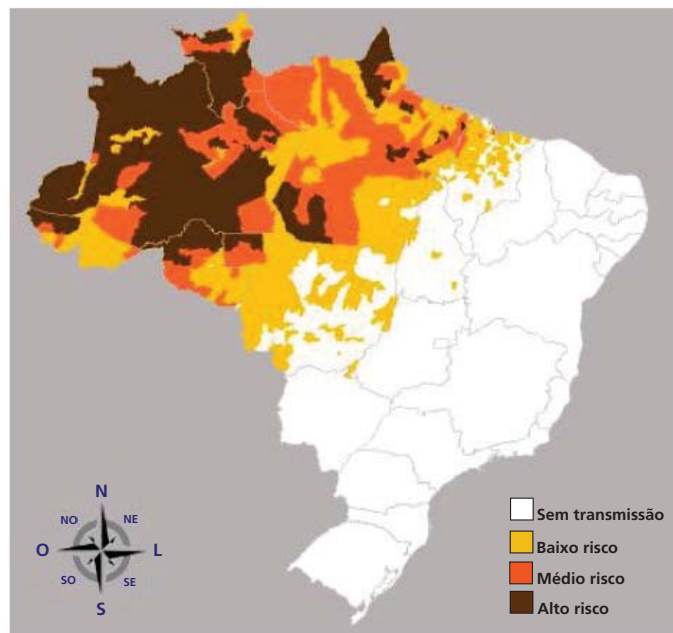 N
NO NE
O L
SO SE
S
Sem transmissão
Baixo risco
Médio risco
Alto risco